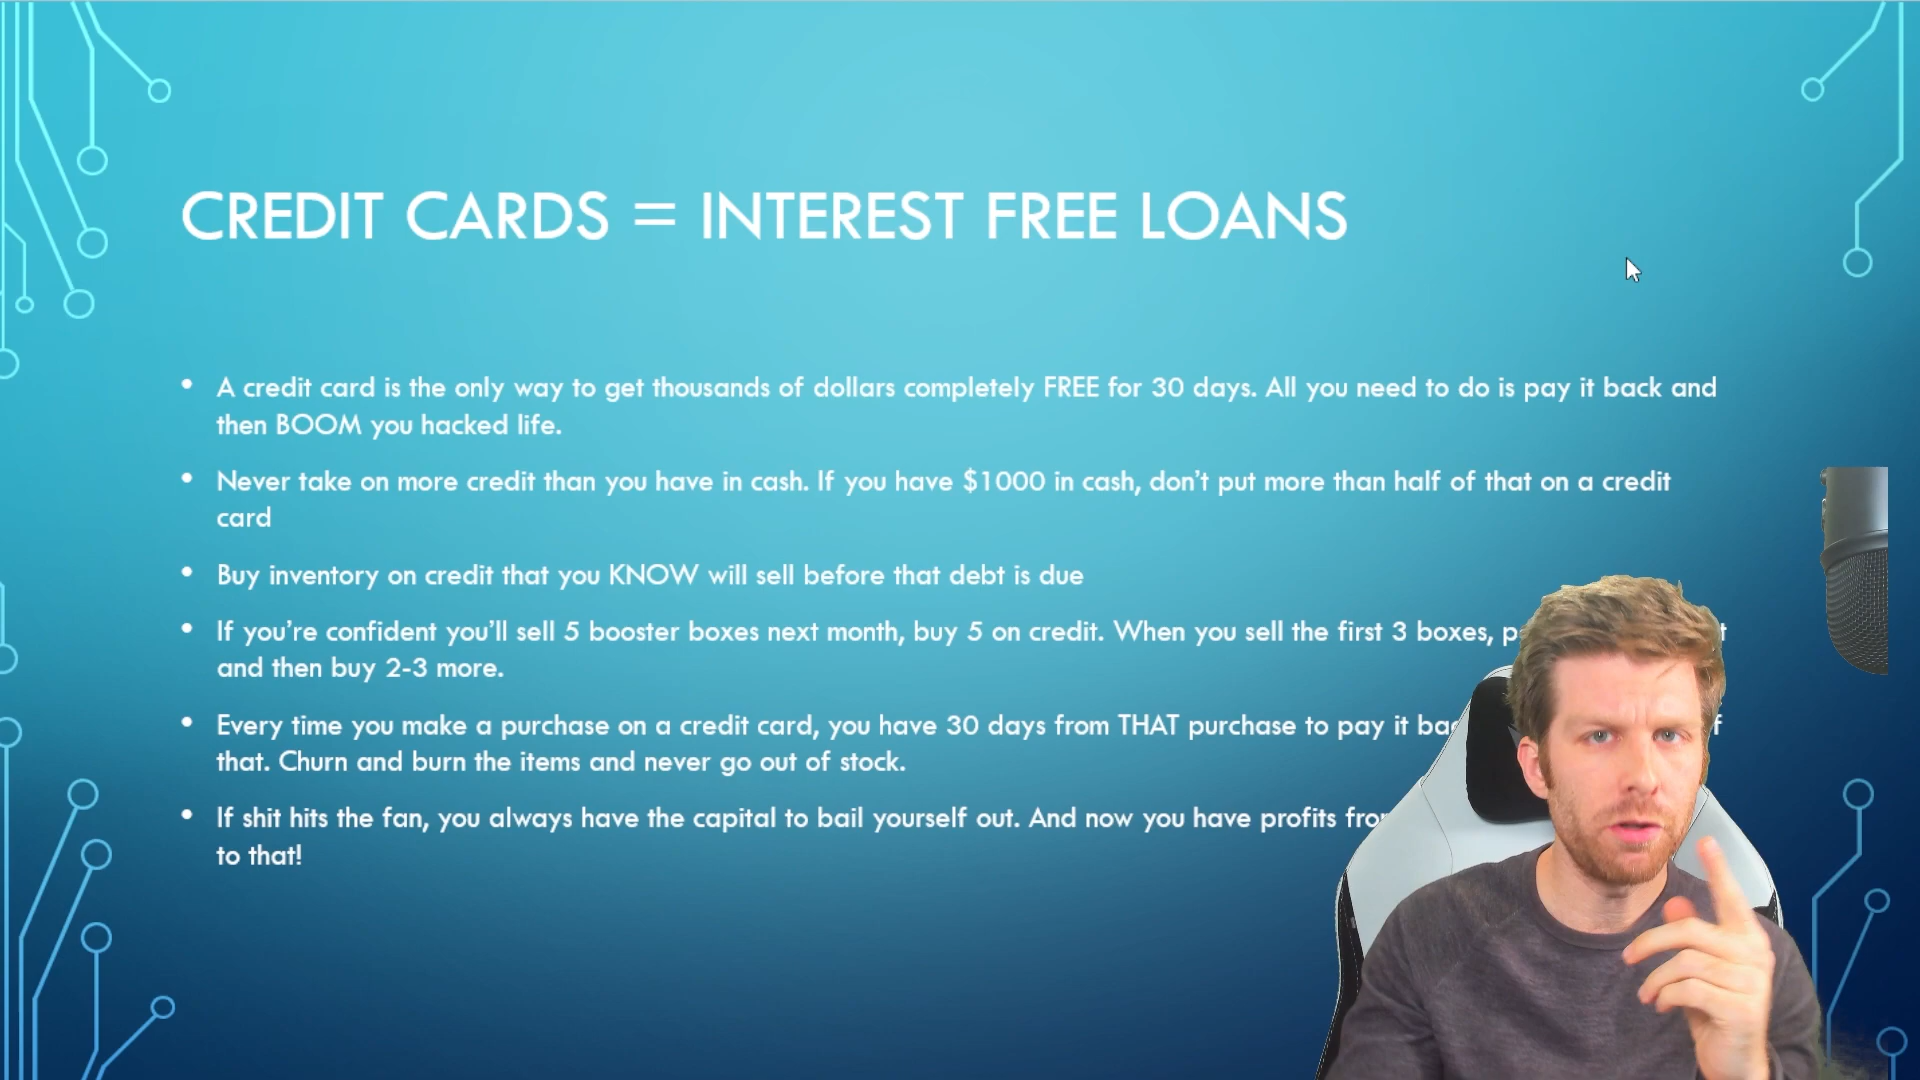 CREDIT CARDS = INTEREST FREE LOANS
• A credit card is the only way to get thousands of dollars completely FREE for 30 days. All you need to do is pay it back and
then BOOM you hacked life.
• Never take on more credit than you have in cash. If you have $1000 in cash, don’t put more than half of that on a credit
card
• Buy inventory on credit that you KNOW will sell before that debt is due
• If you’re confident you’ll sell 5 booster boxes next month, buy 5 on credit. When you sell the first 3 boxes,
and then buy 2-3 more.
• Every time you make a purchase on a credit card, you have 30 days from THAT purchase to pay it
that. Churn and burn the items and never go out of stock.
• If shit hits the fan, you always have the capital to bail yourself out. And now you have profits
to that!